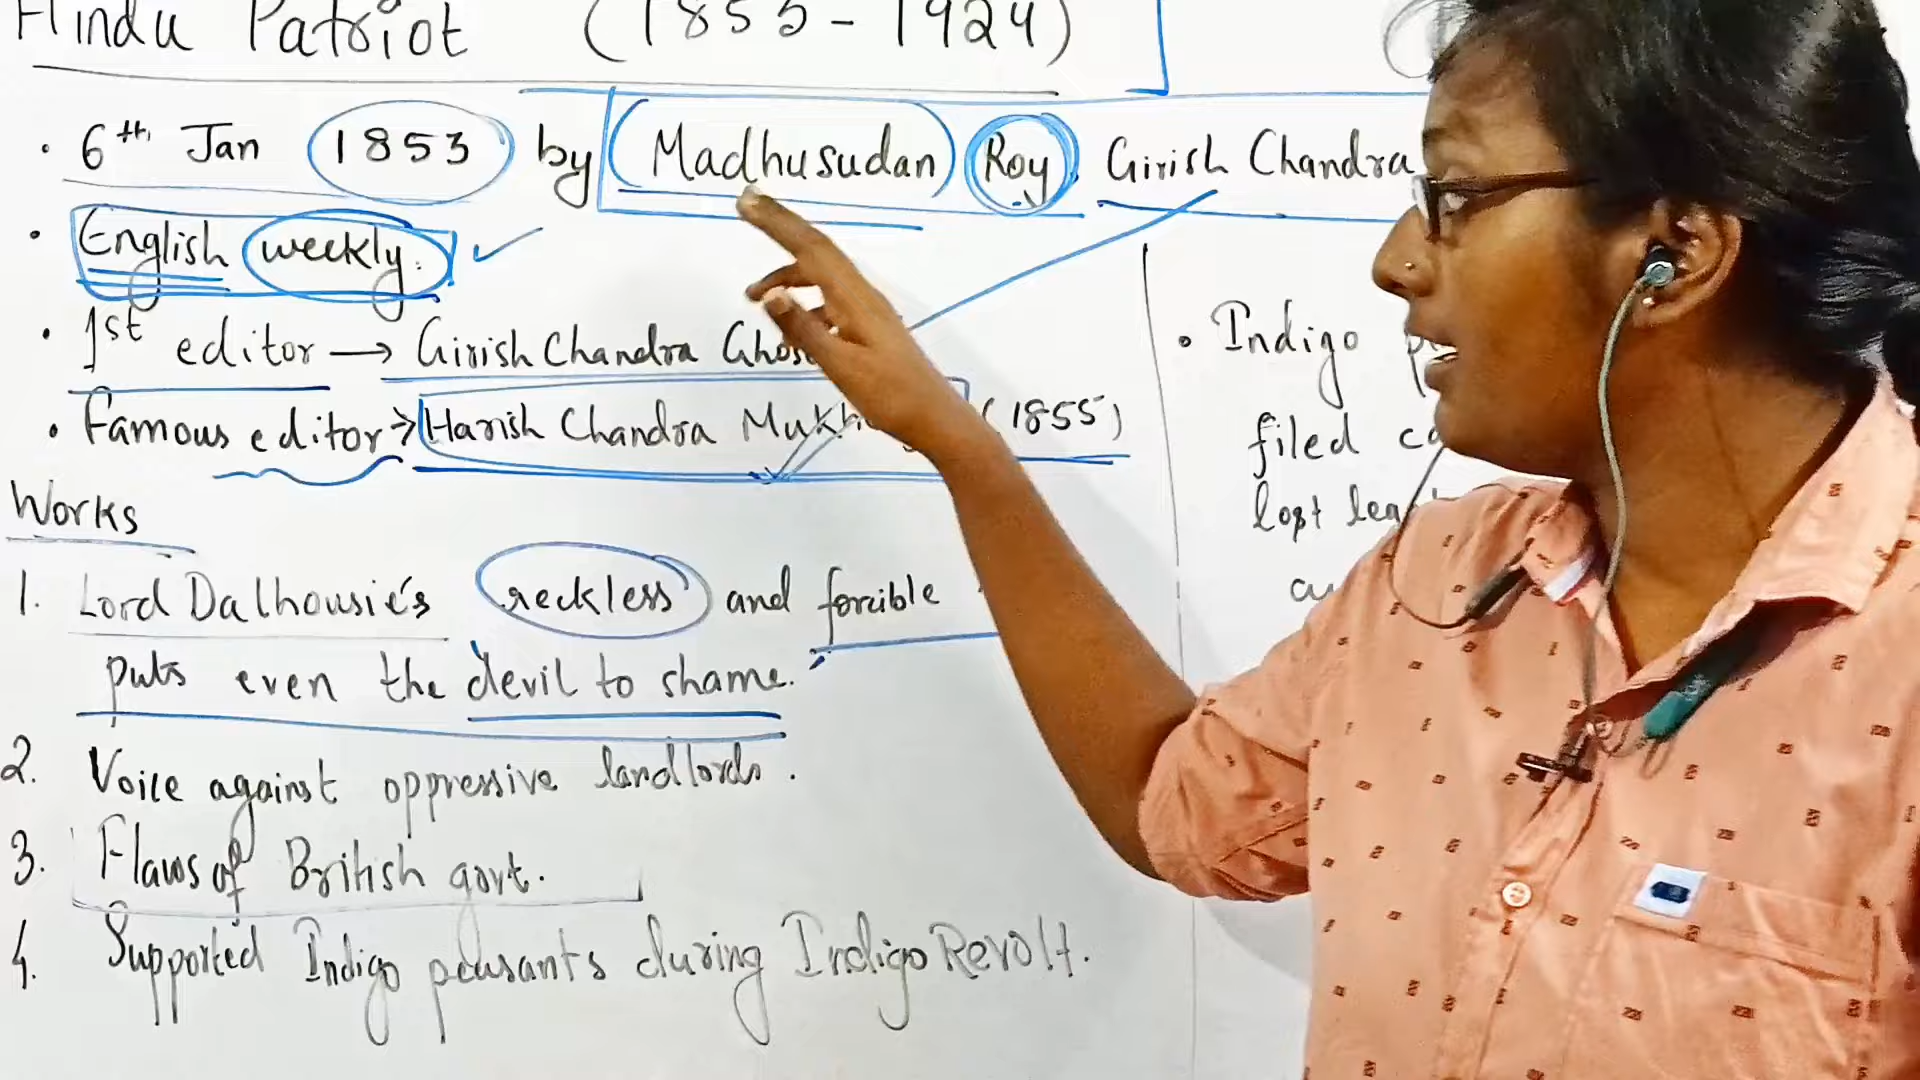 Hindu Patriot (1853-1924)
• 6th Jan 1853 by Madhusudan Roy, Girish Chandra
• English weekly.
• 1st editor → Girish Chandra Ghos
• Famous editor → Harish Chandra (1855)
Works
1. Lord Dalhousie's reckless and forcible
puts even the devil to shame.
2. Voice against oppressive landlords.
3. Flaws of British govt.
4. Supported Indigo peasants during Indigo Revolt.
• Indigo
filed
lost